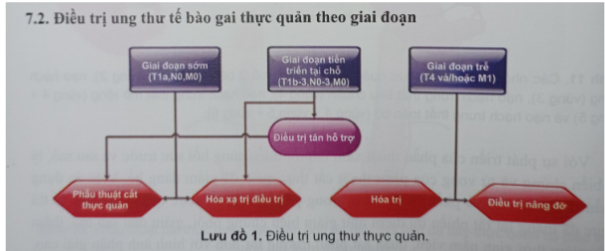 7.2. Điều trị ung thư tế bào gai thực quản theo giai đoạn
Giai đoạn sớm
(T1a,N0,M0)
Giai đoạn tiến
triển tại chỗ
(T1b-3,N0-3,M0)
Giai đoạn trễ
(T4 và/hoặc M1)
Điều trị tân hỗ trợ
Phẫu thuật cắt
thực quản
Hóa xạ trị điều trị
Hóa trị
Điều trị nâng đỡ
Lưu đồ 1. Điều trị ung thư thực quản.